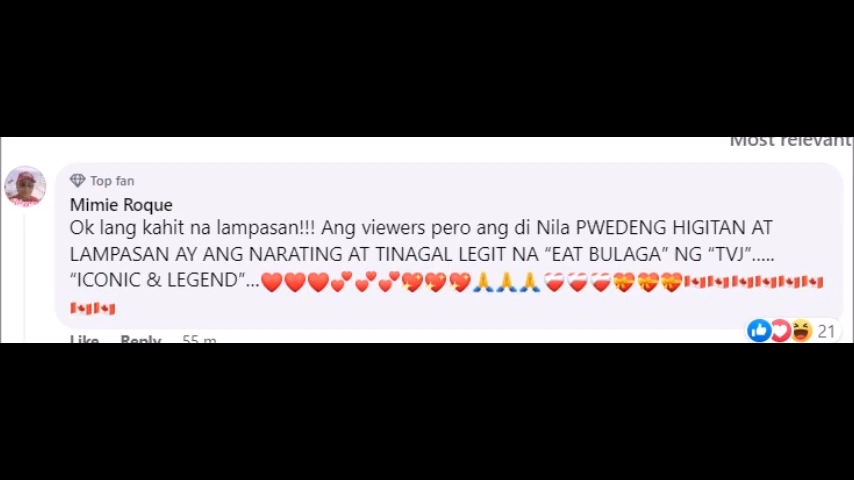 Most relevant
Top fan
Mimie Roque
Ok lang kahit na lampasan!!! Ang viewers pero ang di Nila PWEDENG HIGITAN AT
LAMPASAN AY ANG NARATING AT TINAGAL LEGIT NA “EAT BULAGA” NG “TVJ”.....
“ICONIC & LEGEND”...❤️❤️❤️💕💕💕💖💖💖🙏🙏🙏❤️‍🩹❤️‍🩹❤️‍🩹💝💝💝🇨🇦🇨🇦🇨🇦🇨🇦🇨🇦🇨🇦
🇨🇦🇨🇦
Like Reply 55 m
21